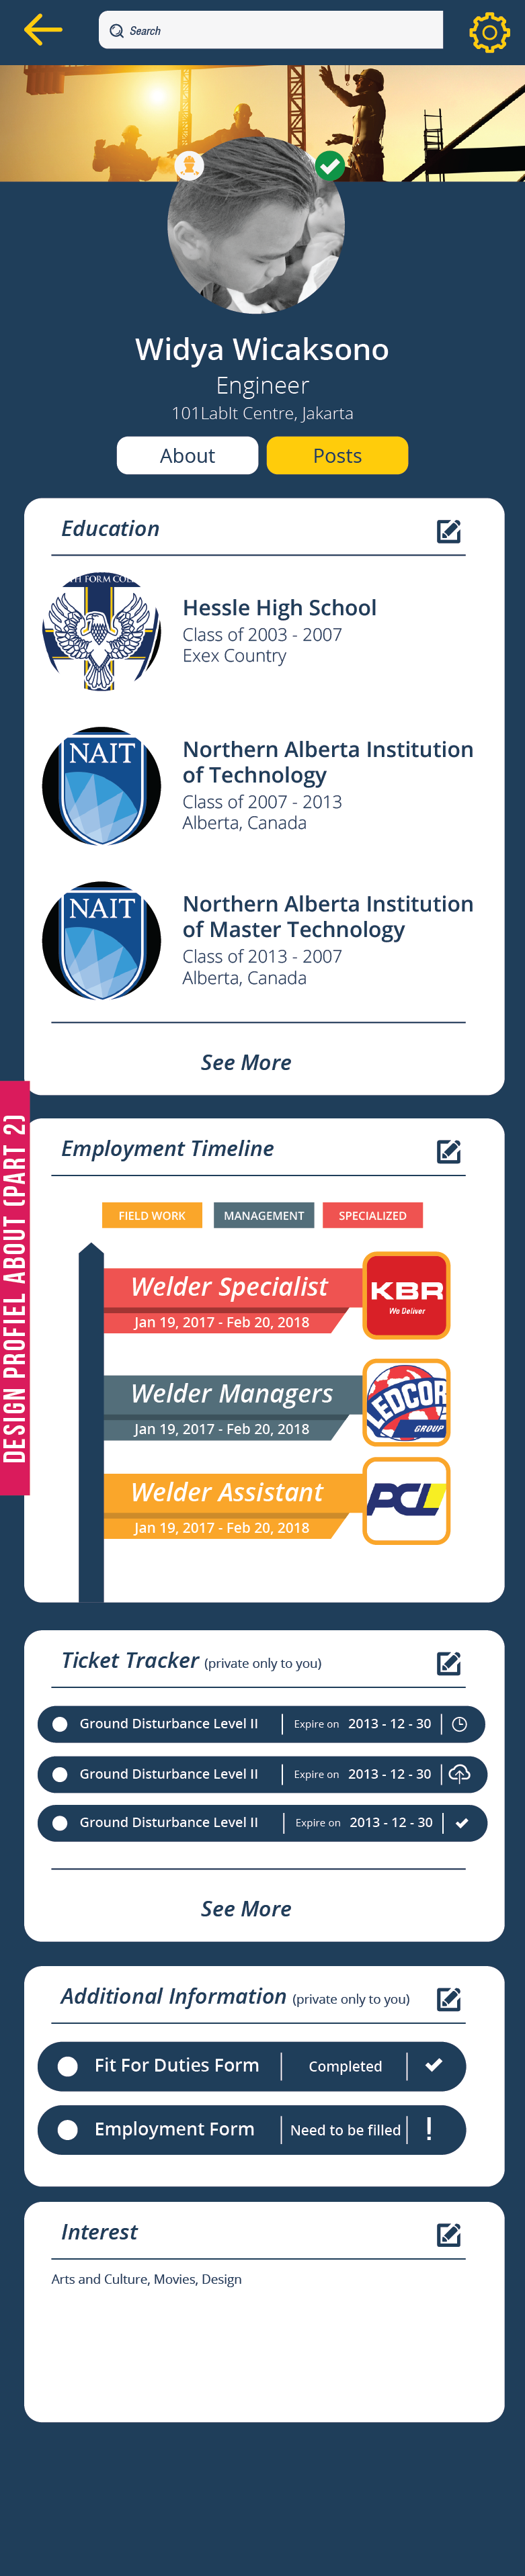 Search
Widya Wicaksono
Engineer
101Lablt Centre, Jakarta
About
Posts
Education
TH FORM COL
Hessle High School
Class of 2003 - 2007
Exex Country
NAIT
Northern Alberta Institution
of Technology
Class of 2007 - 2013
Alberta, Canada
NAIT
Northern Alberta Institution
of Master Technology
Class of 2013 - 2007
Alberta, Canada
See More
DESIGN PROFIEL ABOUT (PART 2)
Employment Timeline
FIELD WORK
MANAGEMENT
SPECIALIZED
Welder Specialist
Jan 19, 2017 - Feb 20, 2018
KBR
We Deliver
Welder Managers
Jan 19, 2017 - Feb 20, 2018
LEDCOR
GROUP
Welder Assistant
Jan 19, 2017 - Feb 20, 2018
PCL
Ticket Tracker (private only to you)
Ground Disturbance Level II Expire on 2013 - 12 - 30
Ground Disturbance Level II Expire on 2013 - 12 - 30
Ground Disturbance Level II Expire on 2013 - 12 - 30
See More
Additional Information (private only to you)
Fit For Duties Form Completed
Employment Form Need to be filled !
Interest
Arts and Culture, Movies, Design